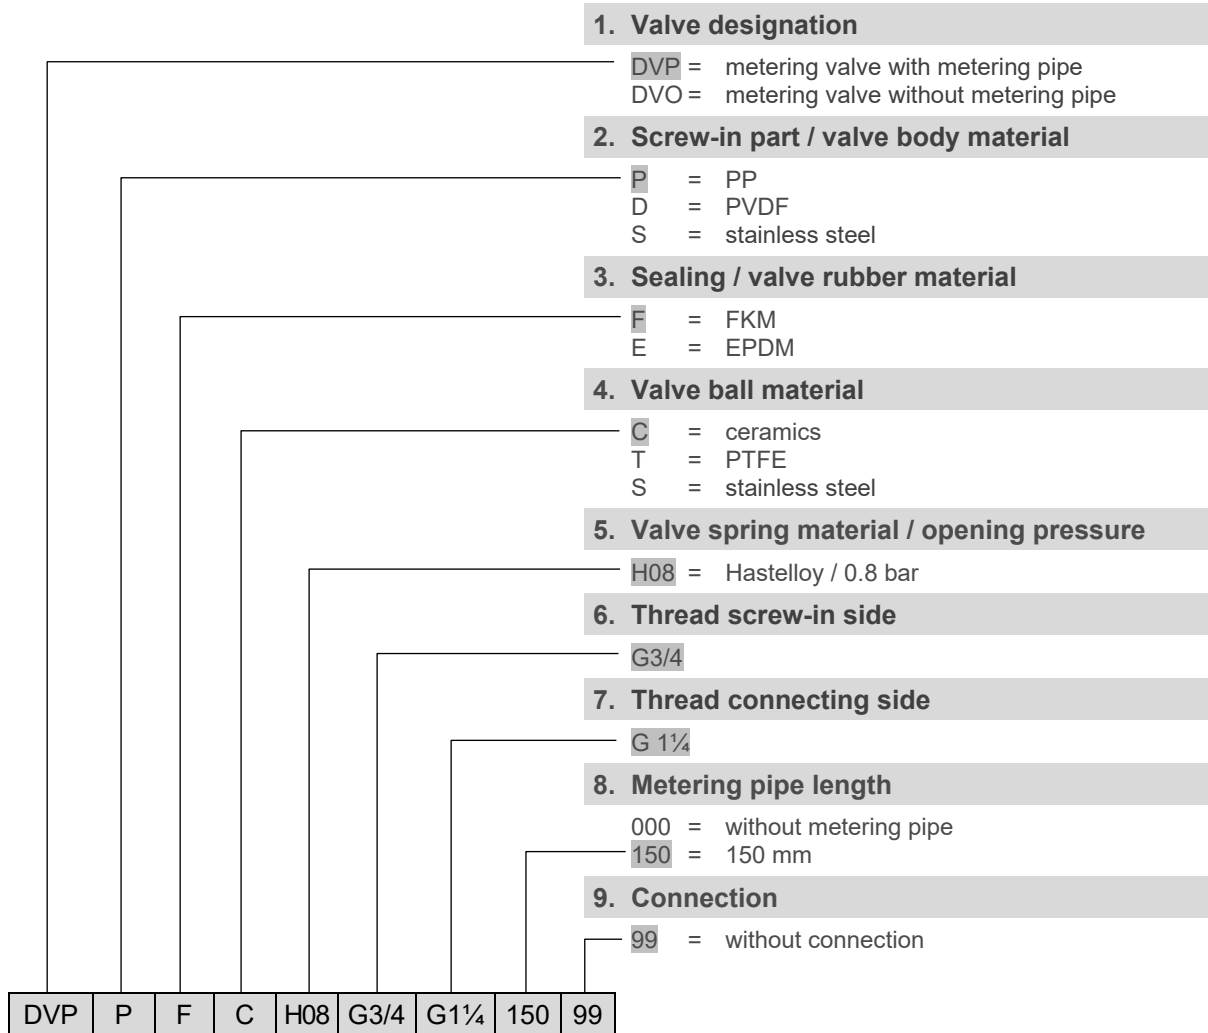 1. Valve designation
DVP = metering valve with metering pipe
DVO = metering valve without metering pipe
2. Screw-in part / valve body material
P = PP
D = PVDF
S = stainless steel
3. Sealing / valve rubber material
F = FKM
E = EPDM
4. Valve ball material
C = ceramics
T = PTFE
S = stainless steel
5. Valve spring material / opening pressure
H08 = Hastelloy / 0.8 bar
6. Thread screw-in side
G3/4
7. Thread connecting side
G 1¼
8. Metering pipe length
000 = without metering pipe
150 = 150 mm
9. Connection
99 = without connection
DVP P F C H08 G3/4 G1¼ 150 99